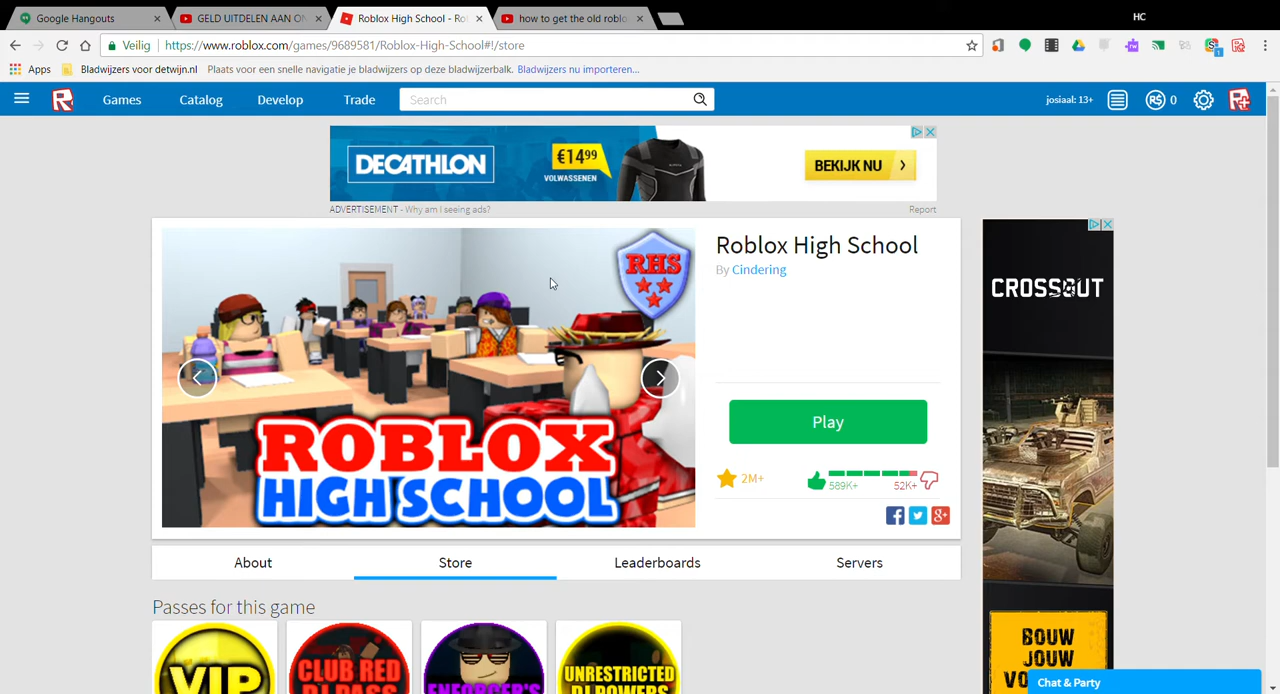 Google Hangouts
GELD UITDELEN AAN ON
Roblox High School - Rob
how to get the old roblo
HC
Veilig
https://www.roblox.com/games/9689581/Roblox-High-School#!/store
Apps
Bladwijzers voor detwijn.nl
Plaats voor een snelle navigatie je bladwijzers op deze bladwijzerbalk. Bladwijzers nu importeren...
Games
Catalog
Develop
Trade
Search
josiaal: 13+
R$ 0
DECATHLON
€1499
VOLWASSENEN
BEKIJK NU
ADVERTISEMENT - Why am I seeing ads?
Report
RHS
ROBLOX
HIGH SCHOOL
Roblox High School
By Cindering
Play
2M+
589K+
52K+
CROSSOUT
About
Store
Leaderboards
Servers
Passes for this game
VIP
CLUB RED
DJ PASS
ENFORCER'S
UNRESTRICTED
DJ POWERS
BOUW
JOUW
Chat & Party